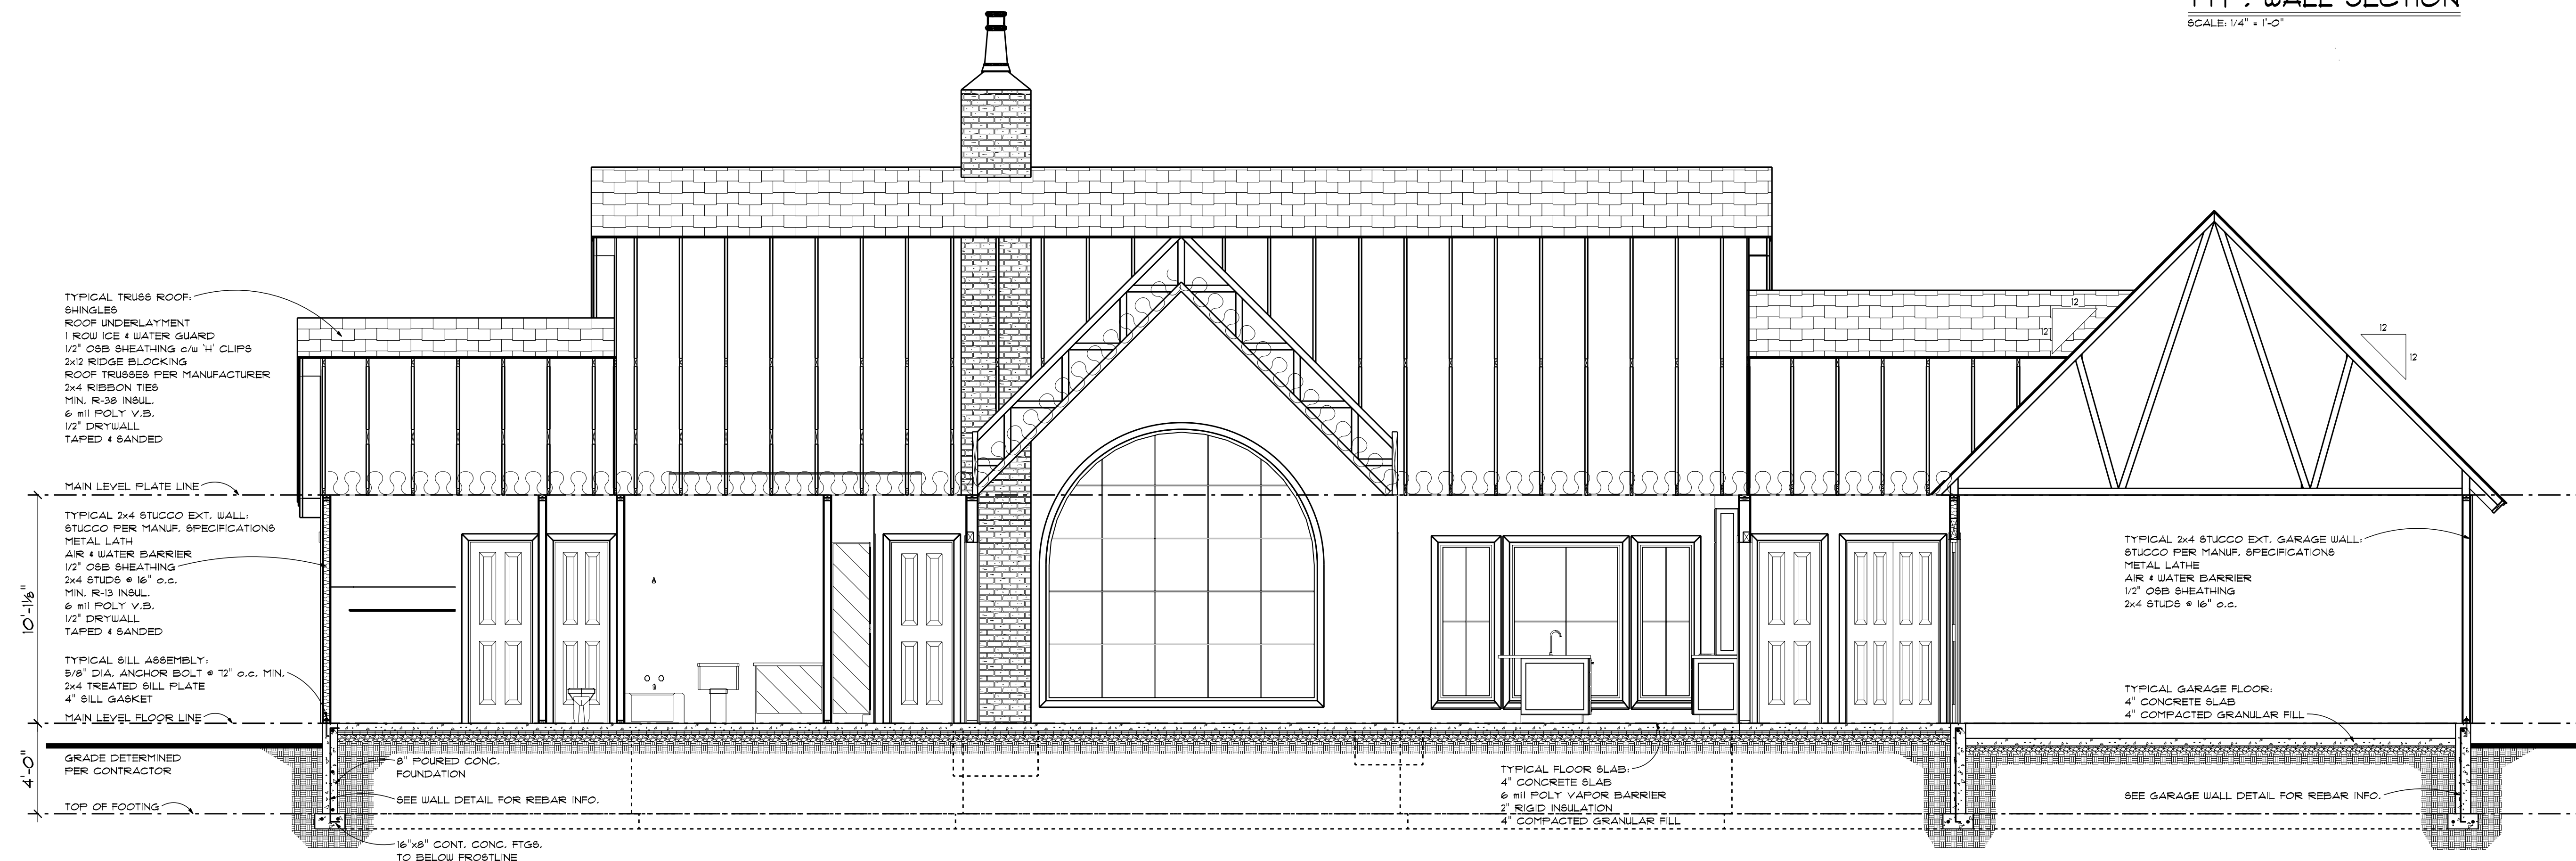 TYP. WALL SECTION
SCALE: 1/4" = 1'-0"
TYPICAL TRUSS ROOF:
SHINGLES
ROOF UNDERLAYMENT
1 ROW ICE & WATER GUARD
1/2" OSB SHEATHING c/w 'H' CLIPS
2x12 RIDGE BLOCKING
ROOF TRUSSES PER MANUFACTURER
2x4 RIBBON TIES
MIN. R-38 INSUL.
6 mil POLY V.B.
1/2" DRYWALL
TAPED & SANDED
12
12
12
12
MAIN LEVEL PLATE LINE
TYPICAL 2x4 STUCCO EXT. WALL:
STUCCO PER MANUF. SPECIFICATIONS
METAL LATH
AIR & WATER BARRIER
1/2" OSB SHEATHING
2x4 STUDS @ 16" o.c.
MIN. R-13 INSUL.
6 mil POLY V.B.
1/2" DRYWALL
TAPED & SANDED
TYPICAL SILL ASSEMBLY:
5/8" DIA. ANCHOR BOLT @ 72" o.c. MIN.
2x4 TREATED SILL PLATE
4" SILL GASKET
MAIN LEVEL FLOOR LINE
10'-1 1/8"
4'-0"
GRADE DETERMINED
PER CONTRACTOR
TOP OF FOOTING
8" POURED CONC.
FOUNDATION
SEE WALL DETAIL FOR REBAR INFO.
16"x8" CONT. CONC. FTGS.
TO BELOW FROSTLINE
TYPICAL FLOOR SLAB:
4" CONCRETE SLAB
6 mil POLY VAPOR BARRIER
2" RIGID INSULATION
4" COMPACTED GRANULAR FILL
TYPICAL 2x4 STUCCO EXT. GARAGE WALL:
STUCCO PER MANUF. SPECIFICATIONS
METAL LATHE
AIR & WATER BARRIER
1/2" OSB SHEATHING
2x4 STUDS @ 16" o.c.
TYPICAL GARAGE FLOOR:
4" CONCRETE SLAB
4" COMPACTED GRANULAR FILL
SEE GARAGE WALL DETAIL FOR REBAR INFO.